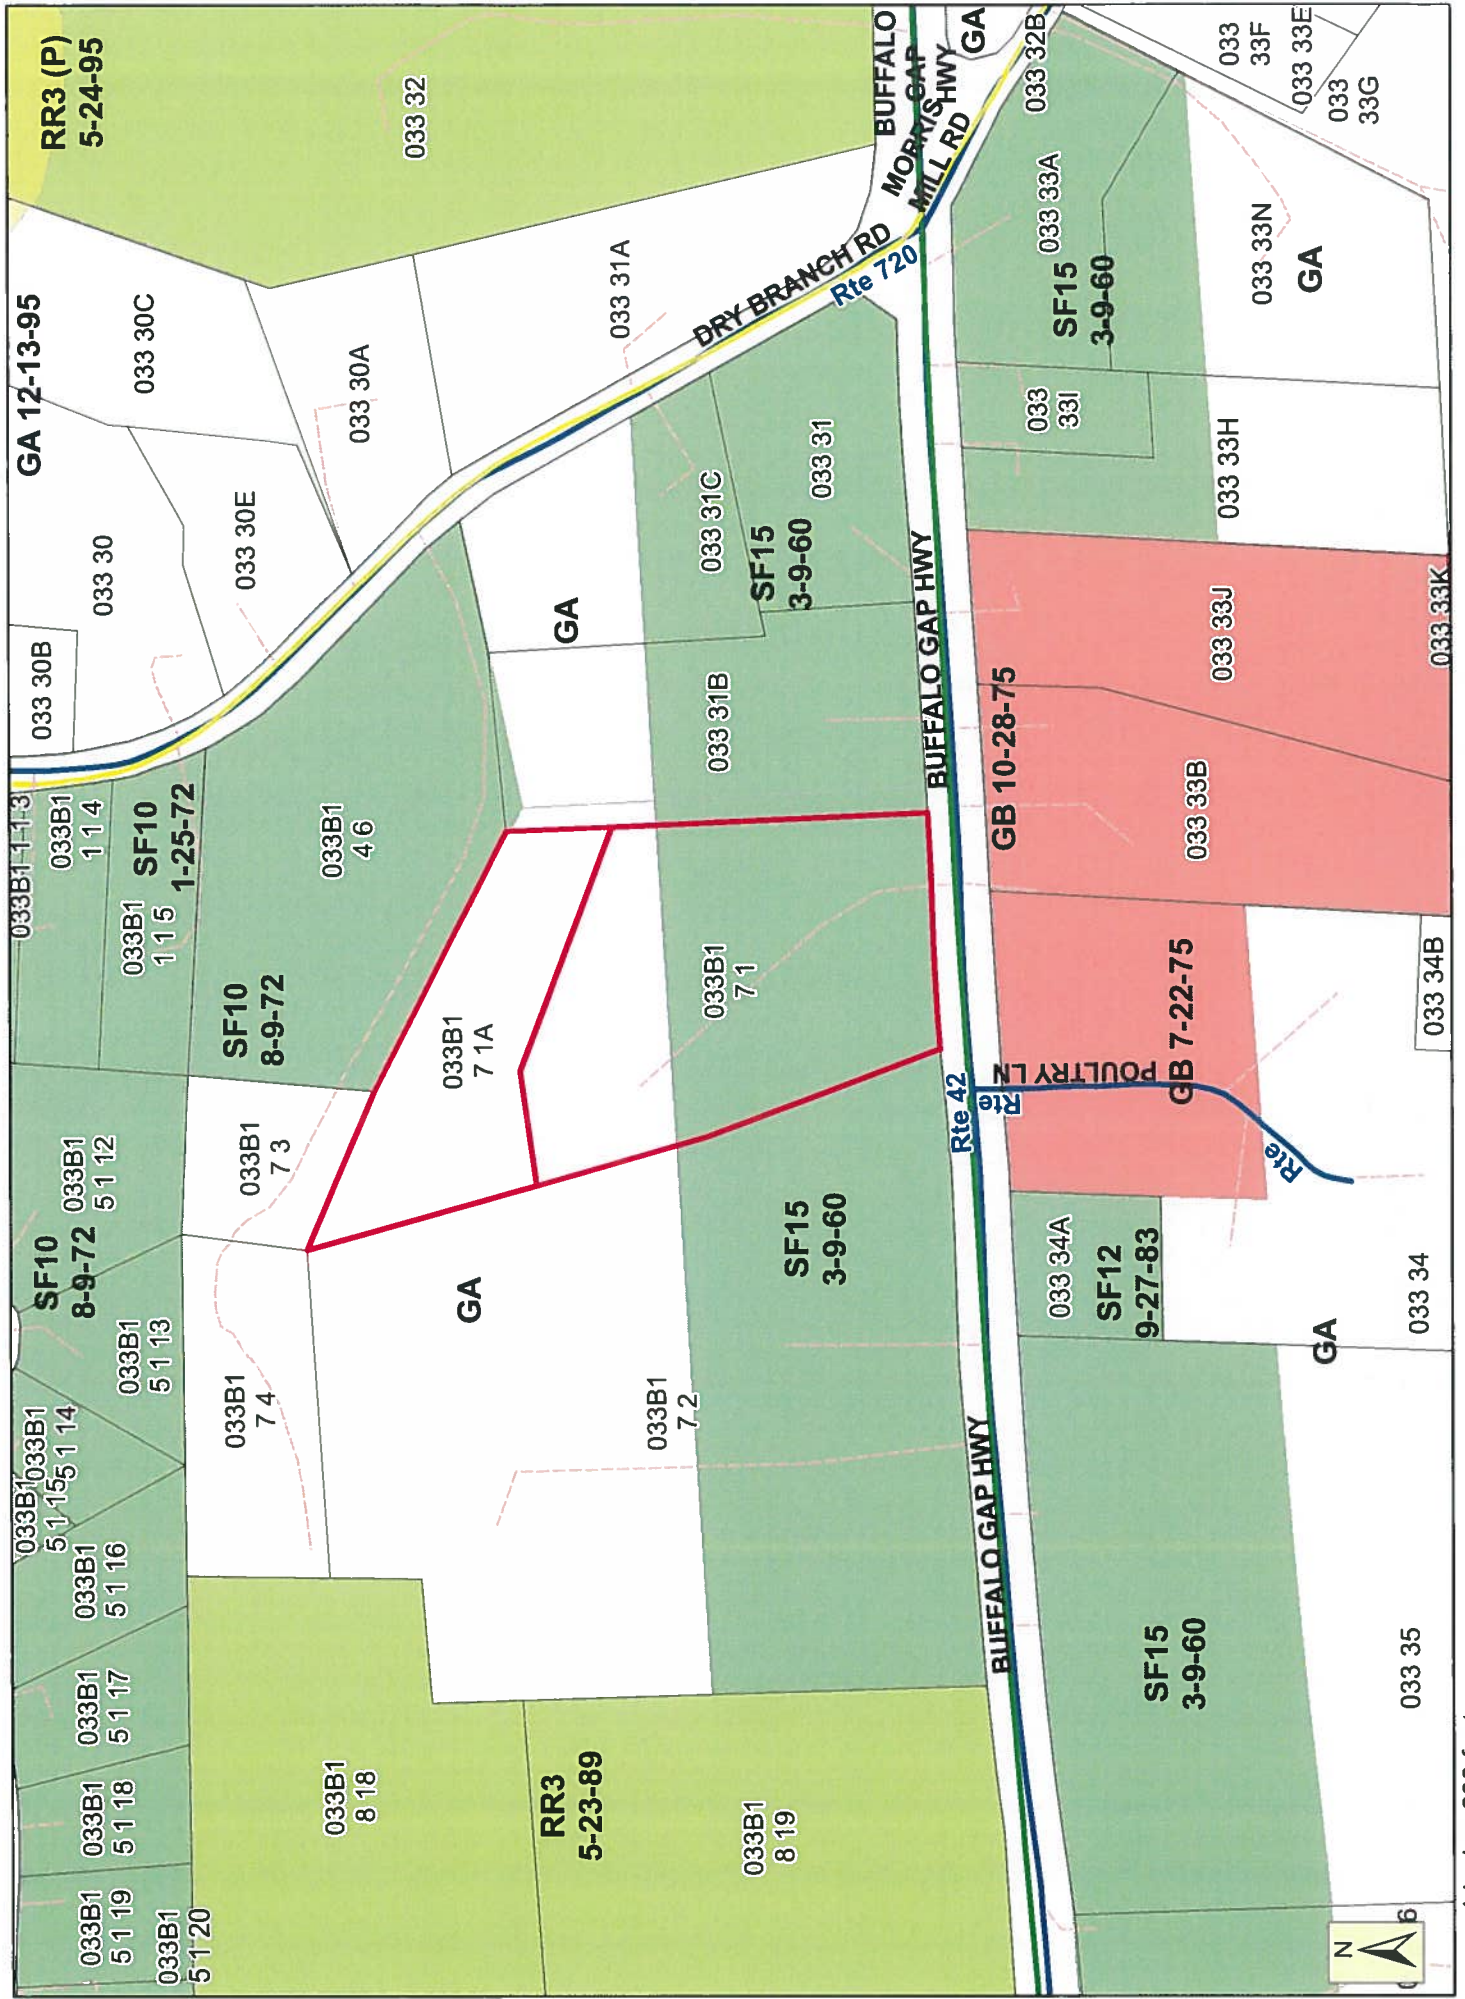 033B1
5 1 19
033B1
5 1 20
033B1
5 1 18
033B1
5 1 17
033B1
5 1 16
033B1
5 1 15
033B1
5 1 14
033B1
5 1 13
SF10
8-9-72
033B1
5 1 12
033B1 1-1-3
033B1
1 1 4
033B1
1 1 5
SF10
1-25-72
033 30B
033 30
033 30E
GA 12-13-95
033 30C
033 30A
RR3 (P)
5-24-95
033 32
033B1
7 4
033B1
7 3
SF10
8-9-72
033B1
4 6
033B1
8 18
RR3
5-23-89
033B1
8 19
GA
033B1
7 1A
GA
033 31A
DRY BRANCH RD
Rte 720
033B1
7 2
SF15
3-9-60
033B1
7 1
033 31B
033 31C
SF15
3-9-60
033 31
BUFFALO
GAP
HWY
MORRIS
MILL RD
GA
BUFFALO GAP HWY
Rte 42
BUFFALO GAP HWY
Rte
POULTRY LN
Rte
GB 10-28-75
GB 7-22-75
033 33B
033 33J
033 33K
033
33I
SF15
3-9-60
033 33A
033 32B
033
33F
033 33E
033
33G
033 33N
GA
033 33H
033 34A
SF12
9-27-83
GA
033 34
033 34B
SF15
3-9-60
033 35
N